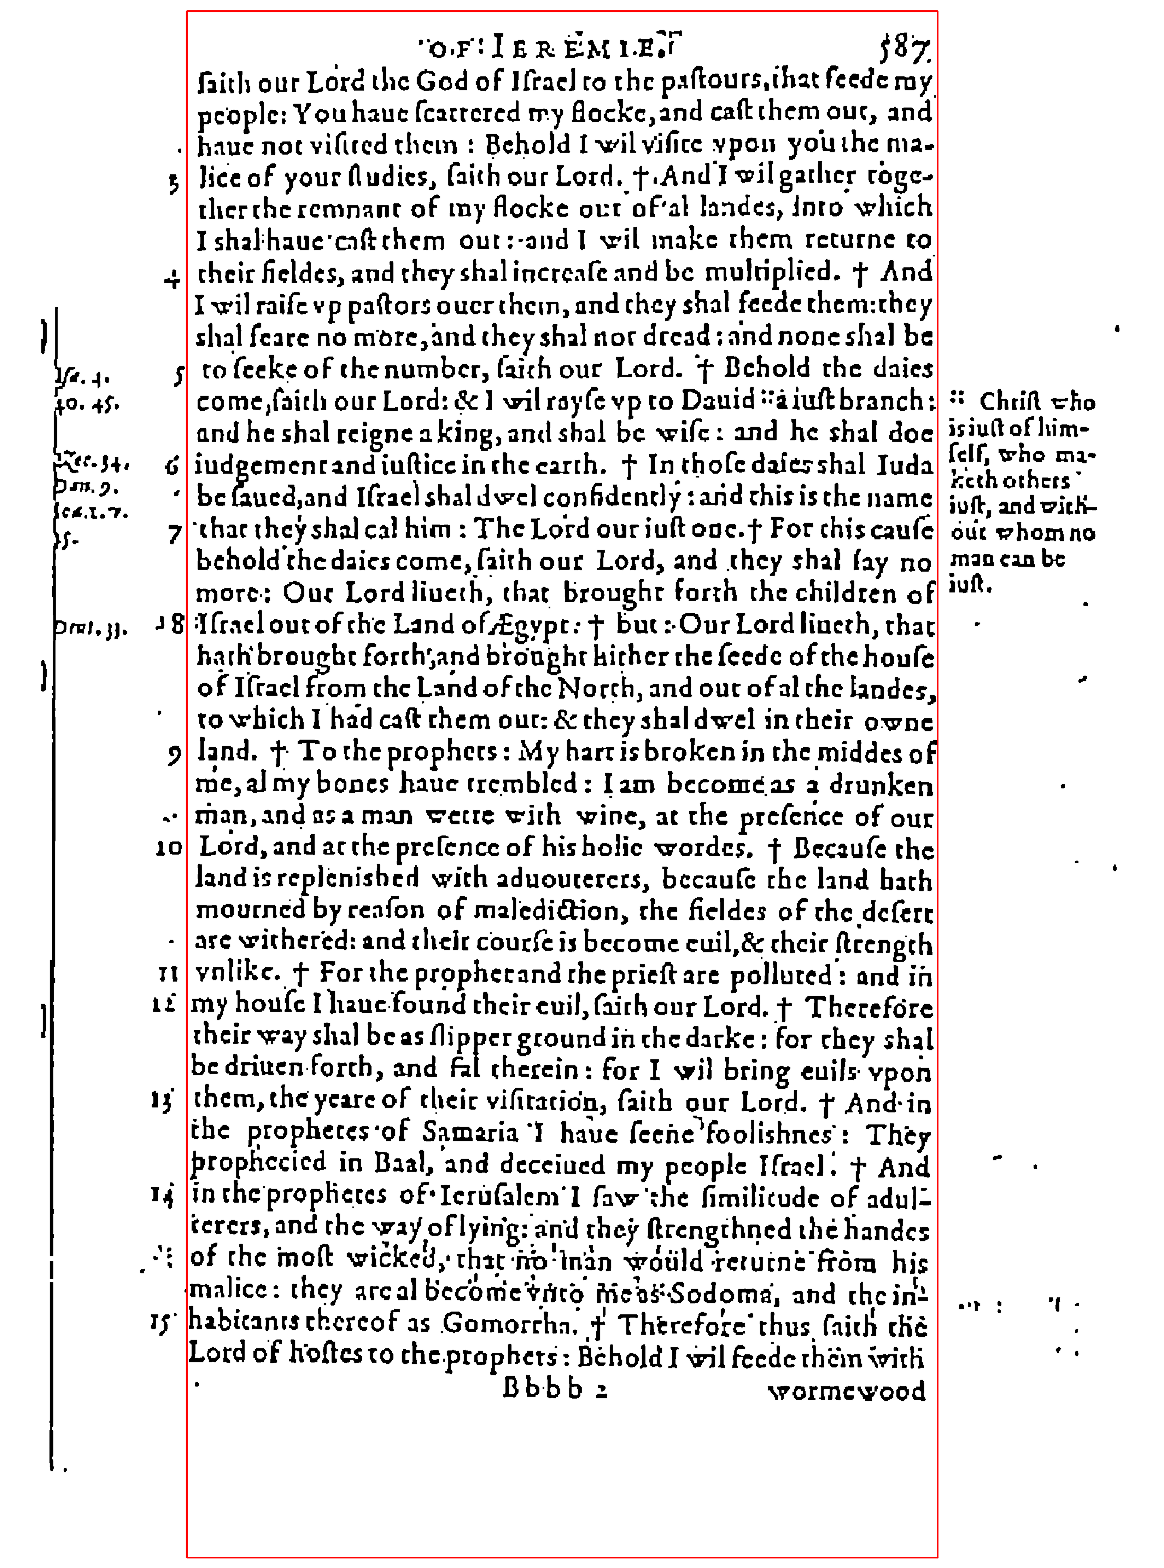 OF IEREMIE. 587.
ſaith our Lord the God of Iſrael to the paſtours, that feede my
people: You haue ſcattered my flocke, and caſt them out, and
haue not viſited them : Behold I wil viſite vpon you the ma-
3 lice of your ſtudies, ſaith our Lord. † And I wil gather toge-
ther the remnant of my flocke out of al landes, into which
I shal haue caſt them out: and I wil make them returne to
4 their fieldes, and they shal increaſe and be multiplied. † And
I wil raiſe vp paſtors ouer them, and they shal feede them: they
shal feare no more, and they shal not dread: and none shal be
5 to ſeeke of the number, ſaith our Lord. † Behold the daies
come, ſaith our Lord: & I wil rayſe vp to Dauid :: a iuſt branch:
and he shal reigne a king, and shal be wiſe: and he shal doe
6 iudgement and iuſtice in the earth. † In thoſe daies shal Iuda
be ſaued, and Iſrael shal dwel confidently: and this is the name
7 that they shal cal him : The Lord our iuſt one. † For this cauſe
behold the daies come, ſaith our Lord, and they shal ſay no
more: Our Lord liueth, that brought forth the children of
8 Iſrael out of the Land of Ægypt: † but: Our Lord liueth, that
hath brought forth, and brought hither the ſeede of the houſe
of Iſrael from the Land of the North, and out of al the landes,
to which I had caſt them out: & they shal dwel in their owne
9 land. † To the prophets: My hart is broken in the middes of
me, al my bones haue trembled: I am become as a drunken
man, and as a man wette with wine, at the preſence of our
10 Lord, and at the preſence of his holie wordes. † Becauſe the
land is replenished with aduouterers, becauſe the land hath
mourned by reaſon of malediction, the fieldes of the deſert
are withered: and their courſe is become euil, & their ſtrength
11 vnlike. † For the prophet and the prieſt are polluted: and in
12 my houſe I haue found their euil, ſaith our Lord. † Therefore
their way shal be as ſlipper ground in the darke: for they shal
be driuen forth, and fal therein: for I wil bring euils vpon
13 them, the yeare of their viſitation, ſaith our Lord. † And in
the prophetes of Samaria I haue ſeene foolishnes: They
prophecied in Baal, and deceiued my people Iſrael. † And
14 in the prophetes of Ieruſalem I ſaw the ſimilitude of adul-
terers, and the way of lying: and they ſtrengthned the handes
of the moſt wicked, that no man would returne from his
malice: they are al become vnto me as Sodoma, and the in-
15 habitants thereof as Gomorrha. † Therefore thus ſaith the
Lord of hoſtes to the prophets: Behold I wil feede them with
Bbbb 2 wormewood
40. 45.
34.
9.
Deut. 33.
:: Chriſt who
is iuſt of him-
ſelf, who ma-
keth others
iuſt, and with-
out whom no
man can be
iuſt.